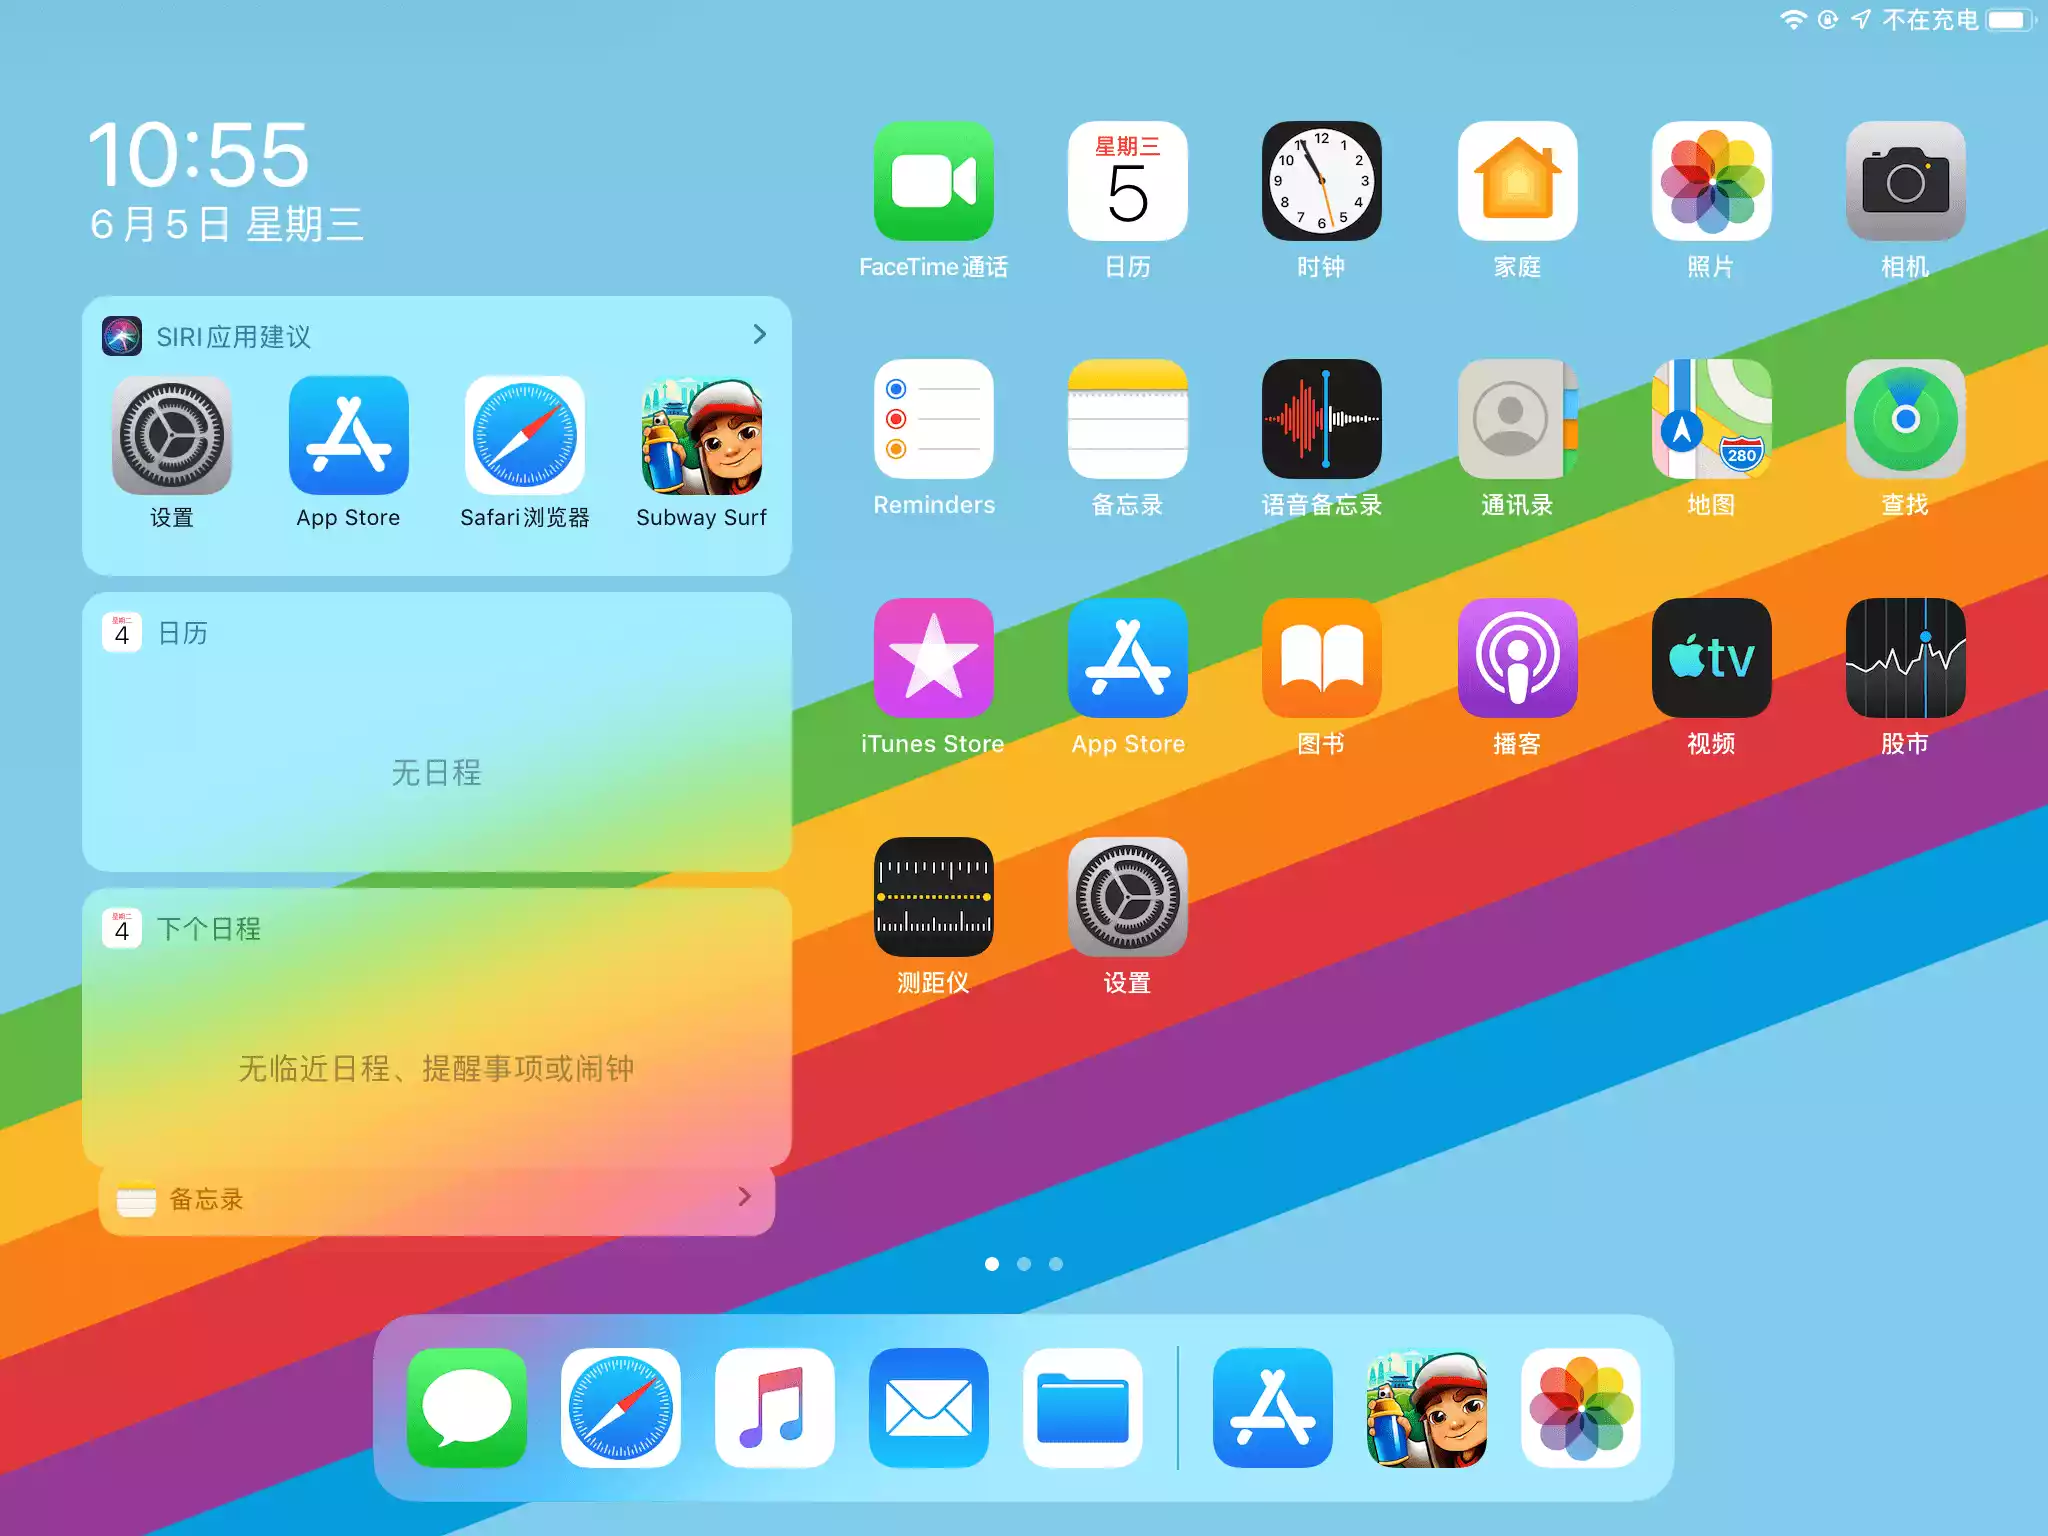 不在充电
10:55
6月5日 星期三
SIRI应用建议
设置
App Store
Safari浏览器
Subway Surf
星期二
4
日历
无日程
星期二
4
下个日程
无临近日程、提醒事项或闹钟
备忘录
星期三
5
12
1
2
3
4
5
6
7
8
9
10
11
FaceTime通话
日历
时钟
家庭
照片
相机
280
Reminders
备忘录
语音备忘录
通讯录
地图
查找
tv
iTunes Store
App Store
图书
播客
视频
股市
测距仪
设置